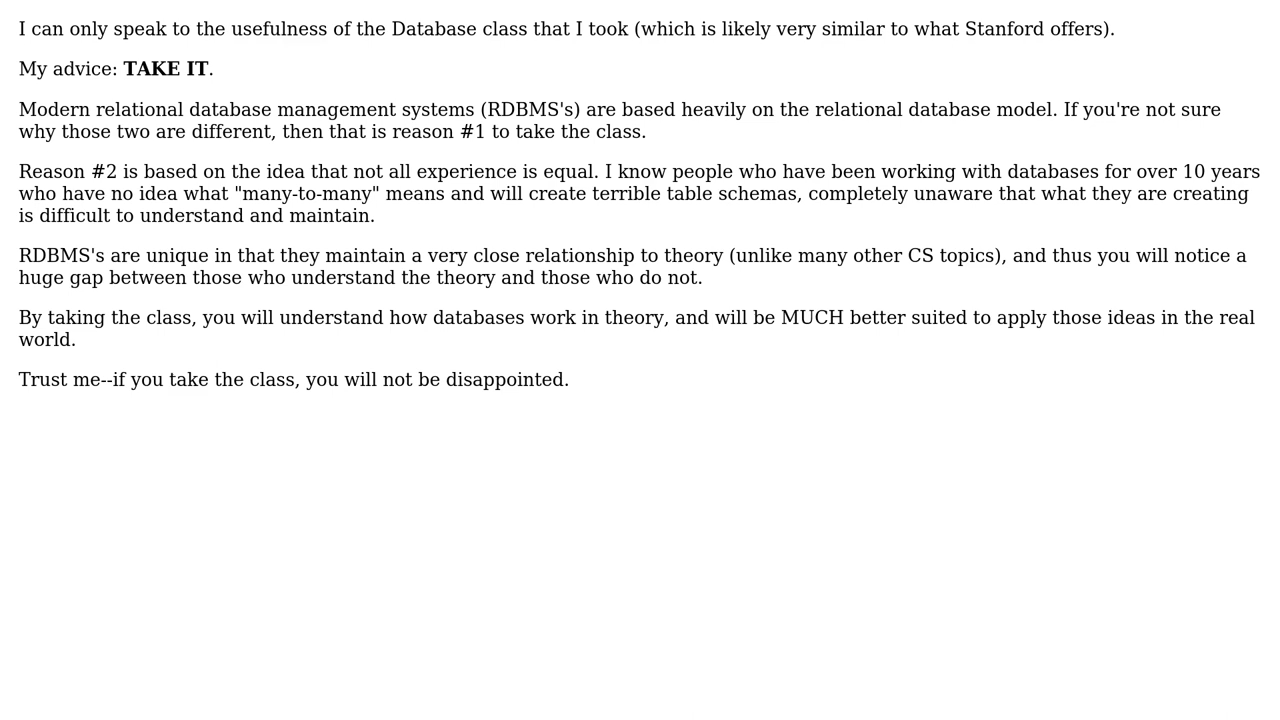 I can only speak to the usefulness of the Database class that I took (which is likely very similar to what Stanford offers).
My advice: TAKE IT.
Modern relational database management systems (RDBMS's) are based heavily on the relational database model. If you're not sure
why those two are different, then that is reason #1 to take the class.
Reason #2 is based on the idea that not all experience is equal. I know people who have been working with databases for over 10 years
who have no idea what "many-to-many" means and will create terrible table schemas, completely unaware that what they are creating
is difficult to understand and maintain.
RDBMS's are unique in that they maintain a very close relationship to theory (unlike many other CS topics), and thus you will notice a
huge gap between those who understand the theory and those who do not.
By taking the class, you will understand how databases work in theory, and will be MUCH better suited to apply those ideas in the real
world.
Trust me--if you take the class, you will not be disappointed.